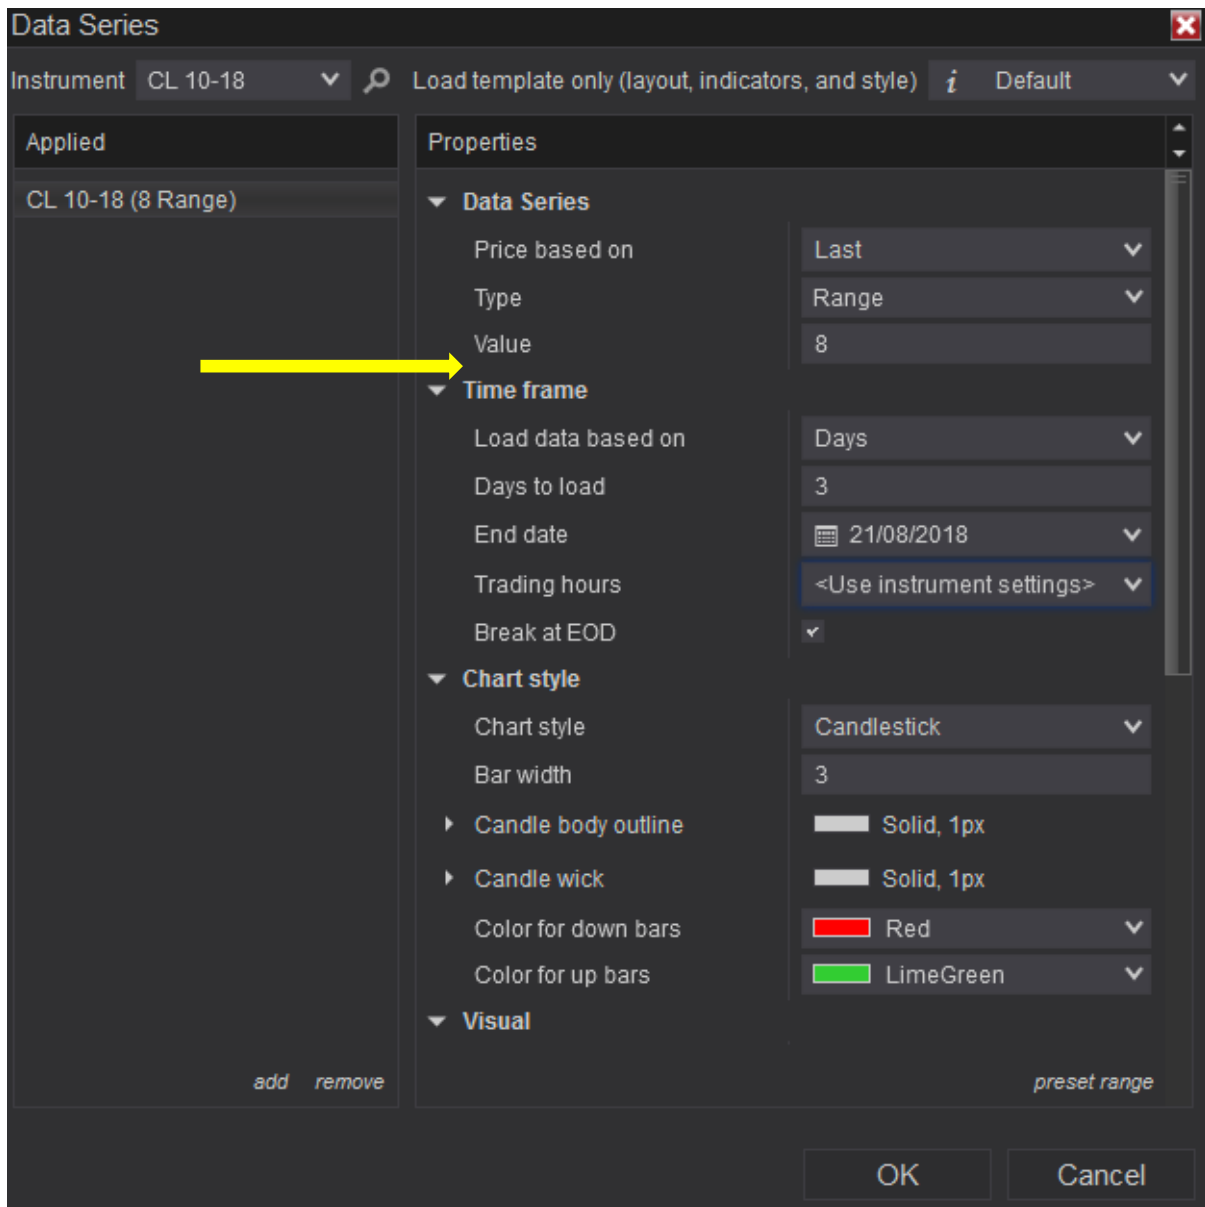 Data Series
Instrument CL 10-18 Load template only (layout, indicators, and style) i Default
Applied
CL 10-18 (8 Range)
add remove
Properties
Data Series
Price based on Last
Type Range
Value 8
Time frame
Load data based on Days
Days to load 3
End date 21/08/2018
Trading hours <Use instrument settings>
Break at EOD
Chart style
Chart style Candlestick
Bar width 3
Candle body outline Solid, 1px
Candle wick Solid, 1px
Color for down bars Red
Color for up bars LimeGreen
Visual
preset range
OK Cancel